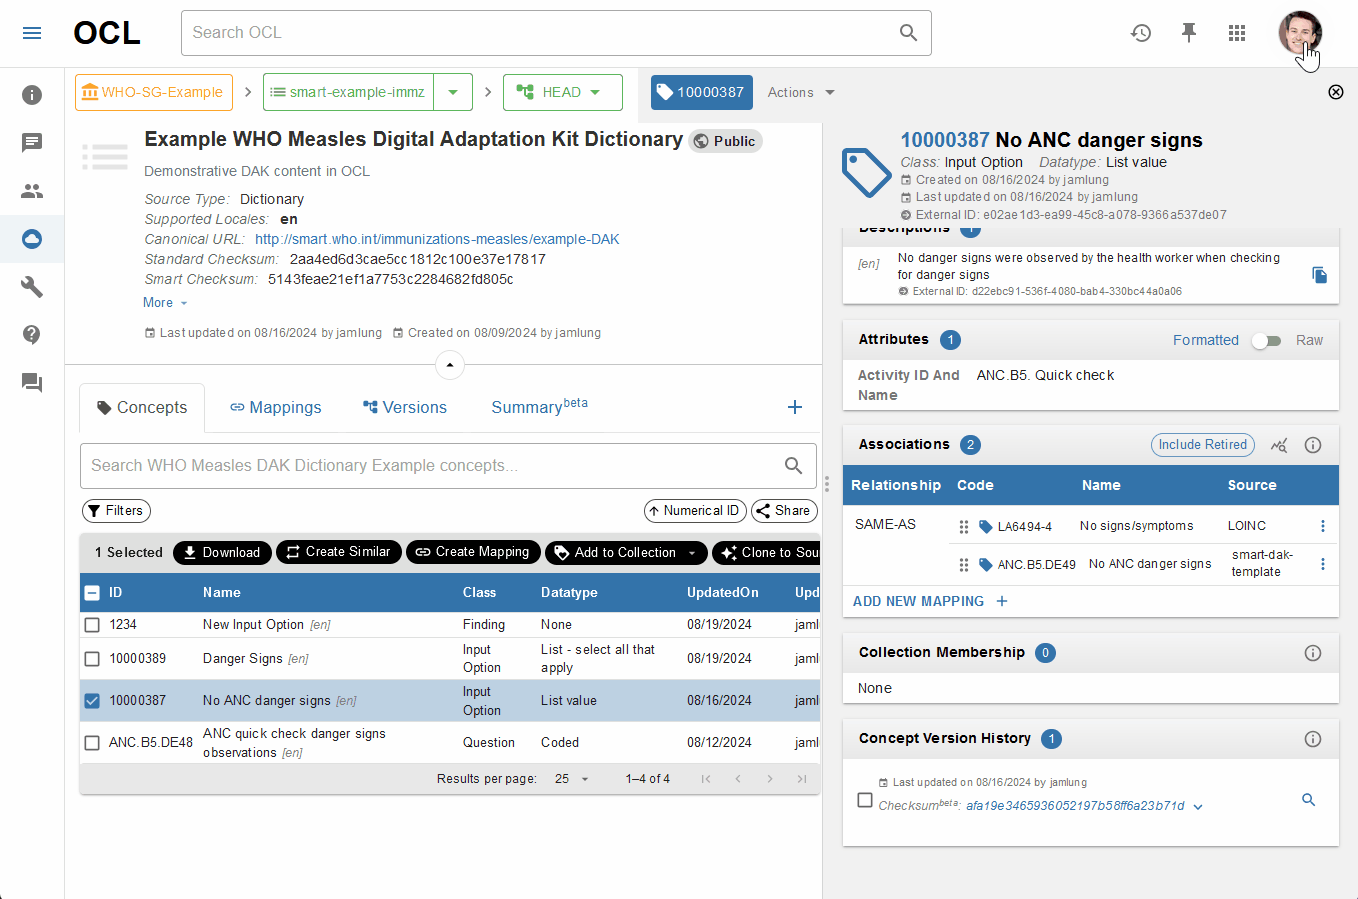 OCL
Search OCL
WHO-SG-Example
smart-example-immz
HEAD
10000387
Actions
Example WHO Measles Digital Adaptation Kit Dictionary
Public
Demonstrative DAK content in OCL
Source Type: Dictionary
Supported Locales: en
Canonical URL: http://smart.who.int/immunizations-measles/example-DAK
Standard Checksum: 2aa4ed6d3cae5cc1812c100e37e17817
Smart Checksum: 5143feae21ef1a7753c2284682fd805c
More
Last updated on 08/16/2024 by jamlung Created on 08/09/2024 by jamlung
Concepts
Mappings
Versions
Summary beta
Search WHO Measles DAK Dictionary Example concepts...
Filters
Numerical ID
Share
1 Selected
Download
Create Similar
Create Mapping
Add to Collection
Clone to Sou
ID Name Class Datatype UpdatedOn Upd
1234 New Input Option [en] Finding None 08/19/2024 jaml
10000389 Danger Signs [en] Input Option List - select all that apply 08/19/2024 jaml
10000387 No ANC danger signs [en] Input Option List value 08/16/2024 jaml
ANC.B5.DE48 ANC quick check danger signs observations [en] Question Coded 08/12/2024 jaml
Results per page: 25 1–4 of 4
10000387 No ANC danger signs
Class: Input Option Datatype: List value
Created on 08/16/2024 by jamlung
Last updated on 08/16/2024 by jamlung
External ID: e02ae1d3-ea99-45c8-a078-9366a537de07
Descriptions 1
[en]
No danger signs were observed by the health worker when checking
for danger signs
External ID: d22ebc91-536f-4080-bab4-330bc44a0a06
Attributes 1
Formatted
Raw
Activity ID And
Name
ANC.B5. Quick check
Associations 2
Include Retired
Relationship Code Name Source
SAME-AS LA6494-4 No signs/symptoms LOINC
ANC.B5.DE49 No ANC danger signs smart-dak-
template
ADD NEW MAPPING +
Collection Membership 0
None
Concept Version History 1
Last updated on 08/16/2024 by jamlung
Checksum beta: afa19e3465936052197b58ff6a23b71d